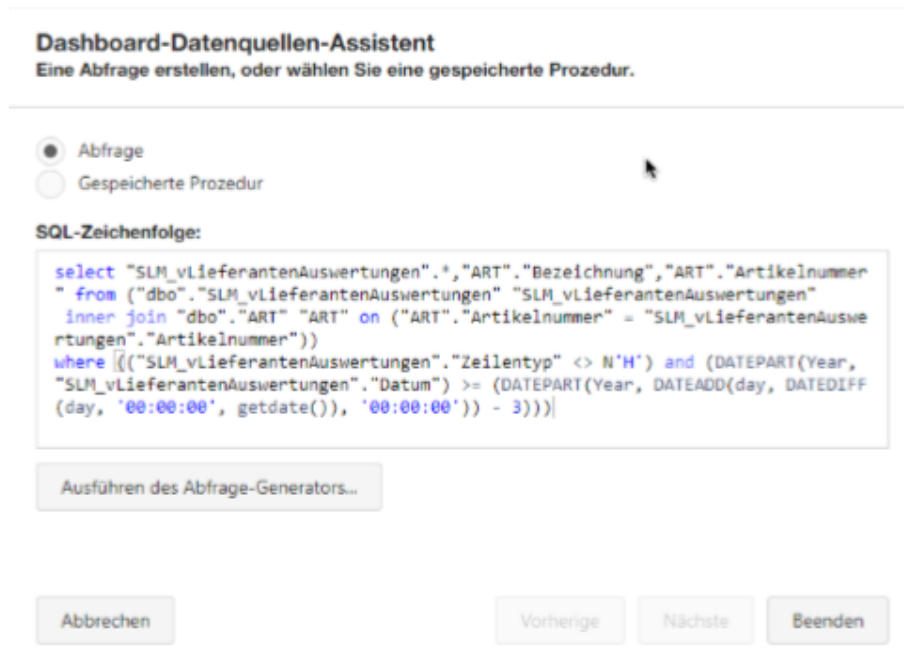 Dashboard-Datenquellen-Assistent
Eine Abfrage erstellen, oder wählen Sie eine gespeicherte Prozedur.
Abfrage
Gespeicherte Prozedur
SQL-Zeichenfolge:
select "SLM_vLieferantenAuswertungen".*,"ART"."Bezeichnung","ART"."Artikelnummer
" from ("dbo"."SLM_vLieferantenAuswertungen" "SLM_vLieferantenAuswertungen"
inner join "dbo"."ART" "ART" on ("ART"."Artikelnummer" = "SLM_vLieferantenAuswe
rtungen"."Artikelnummer"))
where (("SLM_vLieferantenAuswertungen"."Zeilentyp" <> N'H') and (DATEPART(Year,
"SLM_vLieferantenAuswertungen"."Datum") >= (DATEPART(Year, DATEADD(day, DATEDIFF
(day, '00:00:00', getdate()), '00:00:00')) - 3)))
Ausführen des Abfrage-Generators...
Abbrechen
Vorherige
Nächste
Beenden